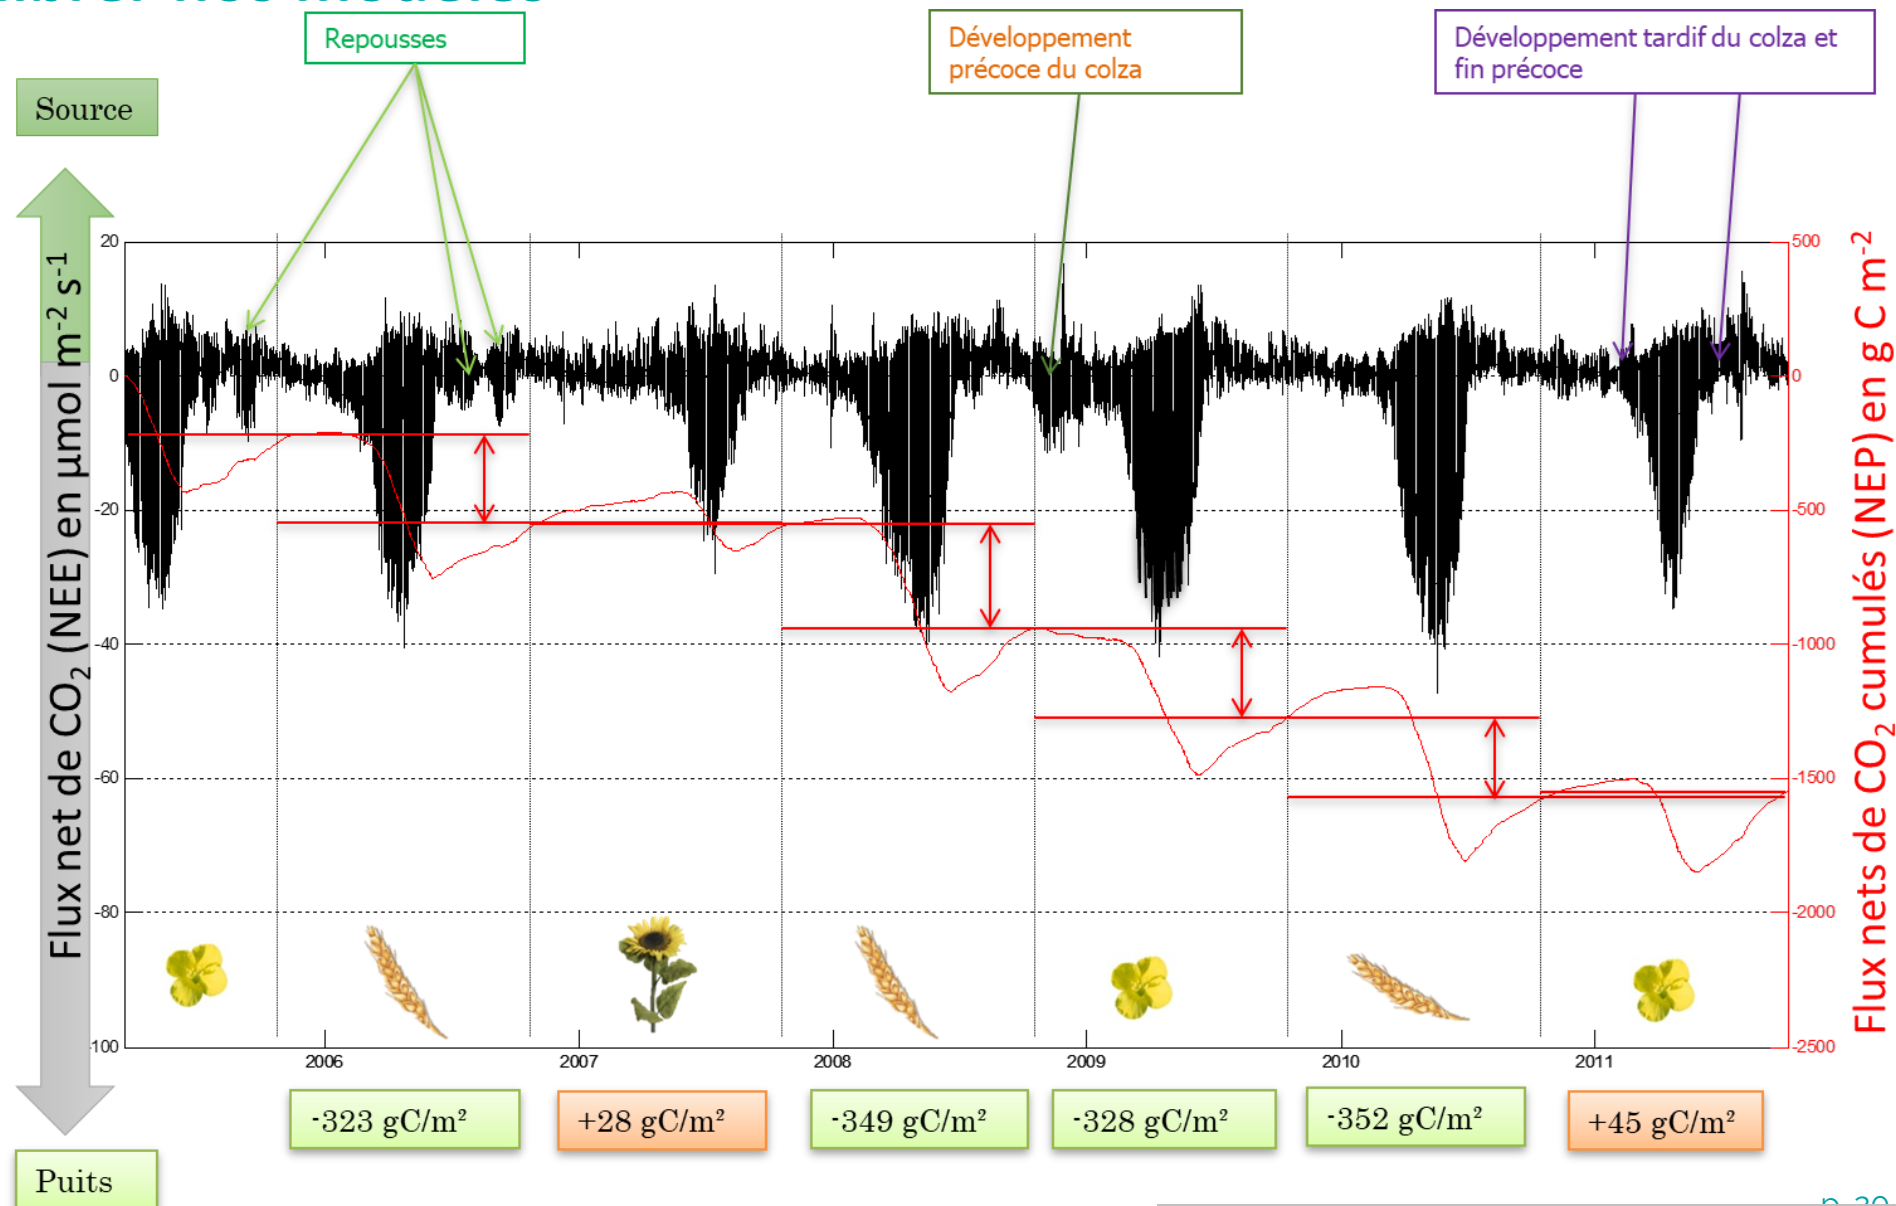 Repousses
Développement
précoce du colza
Développement tardif du colza et
fin précoce
Source
Flux net de CO₂ (NEE) en µmol m⁻² s⁻¹
20
0
-20
-40
-60
-80
-100
500
0
-500
-1000
-1500
-2000
-2500
Flux nets de CO₂ cumulés (NEP) en g C m⁻²
2006
2007
2008
2009
2010
2011
-323 gC/m²
+28 gC/m²
-349 gC/m²
-328 gC/m²
-352 gC/m²
+45 gC/m²
Puits